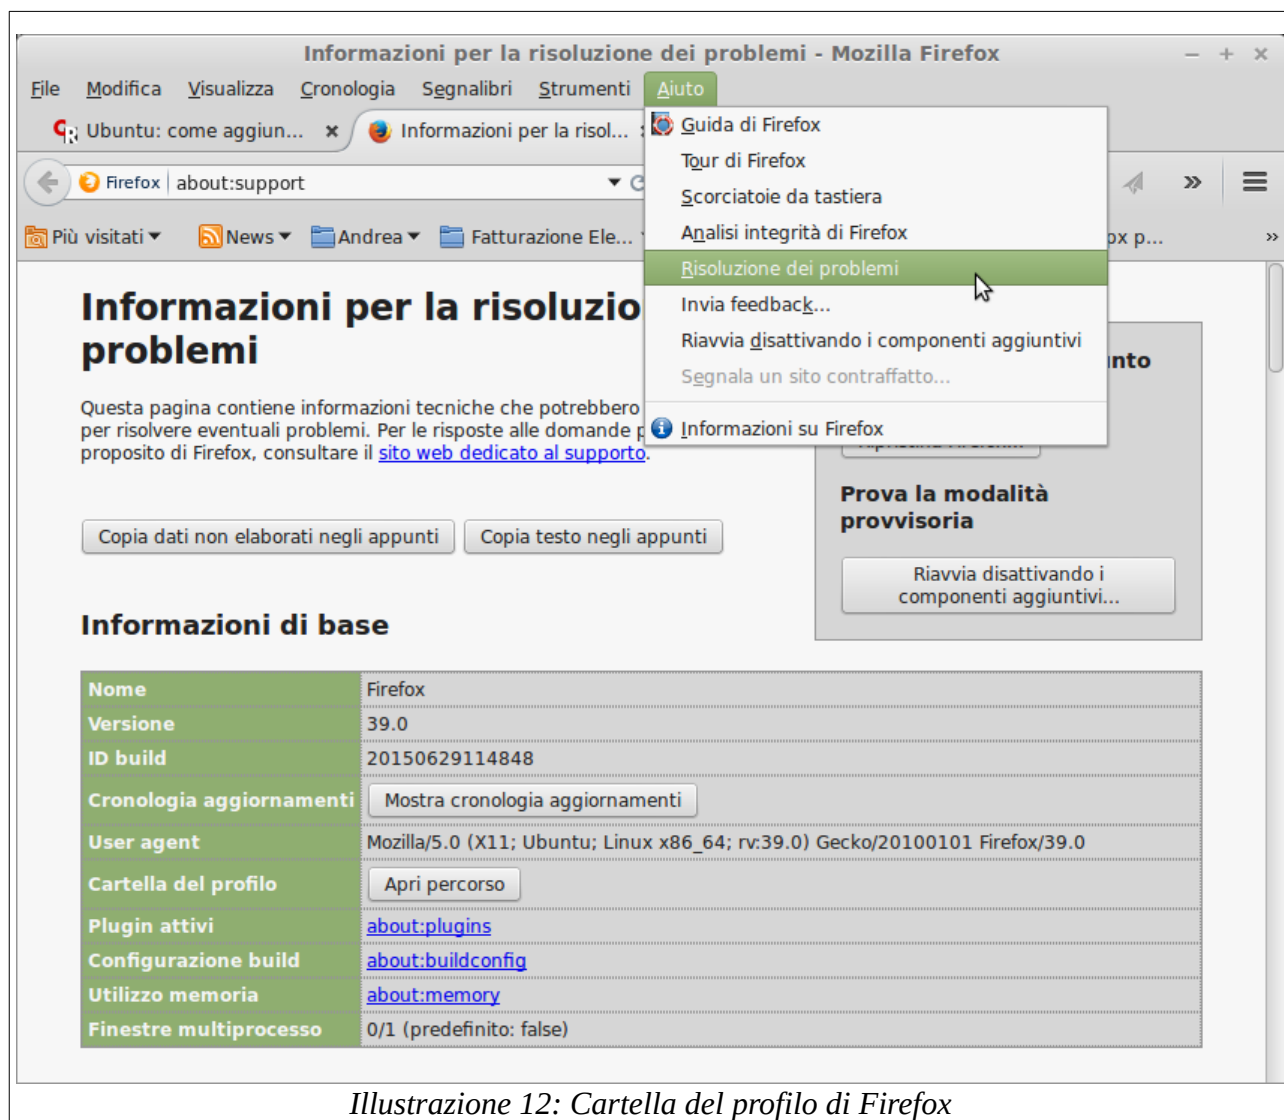 Informazioni per la risoluzione dei problemi - Mozilla Firefox
File Modifica Visualizza Cronologia Segnalibri Strumenti Aiuto
Ubuntu: come aggiun... Informazioni per la risol...
Firefox about:support
Più visitati News Andrea Fatturazione Ele...
Guida di Firefox
Tour di Firefox
Scorciatoie da tastiera
Analisi integrità di Firefox
Risoluzione dei problemi
Invia feedback...
Riavvia disattivando i componenti aggiuntivi
Segnala un sito contraffatto...
Informazioni su Firefox
Informazioni per la risoluzio
problemi
Questa pagina contiene informazioni tecniche che potrebbero
per risolvere eventuali problemi. Per le risposte alle domande p
proposito di Firefox, consultare il sito web dedicato al supporto.
Copia dati non elaborati negli appunti Copia testo negli appunti
Prova la modalità
provvisoria
Riavvia disattivando i
componenti aggiuntivi...
Informazioni di base
Nome Firefox
Versione 39.0
ID build 20150629114848
Cronologia aggiornamenti Mostra cronologia aggiornamenti
User agent Mozilla/5.0 (X11; Ubuntu; Linux x86_64; rv:39.0) Gecko/20100101 Firefox/39.0
Cartella del profilo Apri percorso
Plugin attivi about:plugins
Configurazione build about:buildconfig
Utilizzo memoria about:memory
Finestre multiprocesso 0/1 (predefinito: false)
Illustrazione 12: Cartella del profilo di Firefox